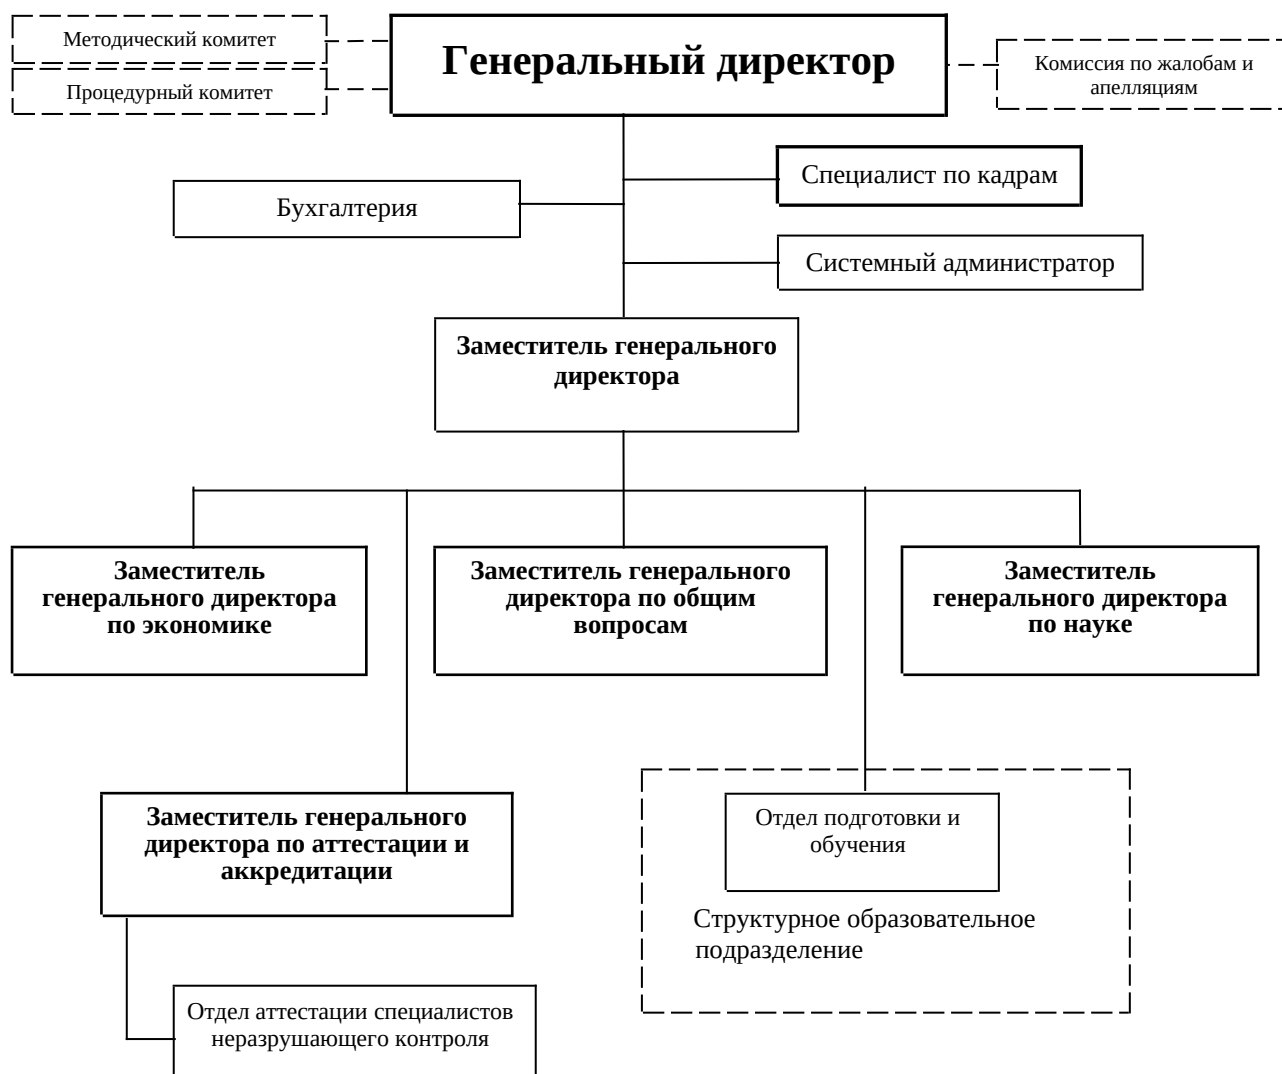 Методический комитет
Процедурный комитет
Генеральный директор
Комиссия по жалобам и
апелляциям
Специалист по кадрам
Бухгалтерия
Системный администратор
Заместитель генерального
директора
Заместитель
генерального директора
по экономике
Заместитель генерального
директора по общим
вопросам
Заместитель
генерального директора
по науке
Заместитель генерального
директора по аттестации и
аккредитации
Отдел подготовки и
обучения
Структурное образовательное
подразделение
Отдел аттестации специалистов
неразрушающего контроля